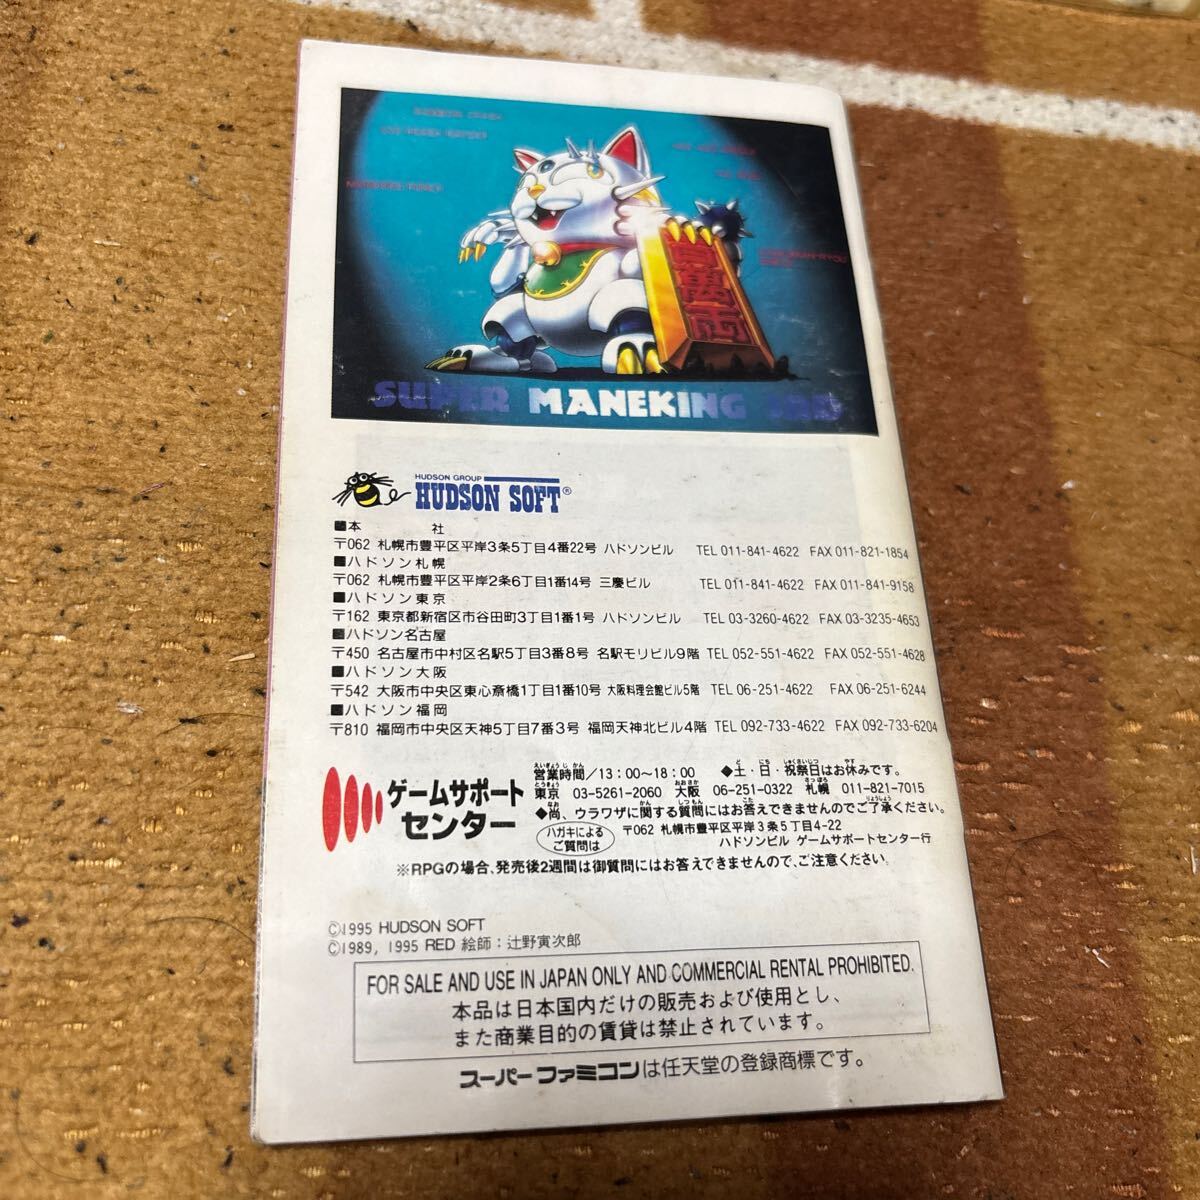 SUPER MANEKING
HUDSON GROUP
HUDSON SOFT®
■本 社
〒062 札幌市豊平区平岸3条5丁目4番22号 ハドソンビル TEL 011-841-4622 FAX 011-821-1854
■ハドソン札幌
〒062 札幌市豊平区平岸2条6丁目1番14号 三慶ビル TEL 011-841-4622 FAX 011-841-9158
■ハドソン東京
〒162 東京都新宿区市谷田町3丁目1番1号 ハドソンビル TEL 03-3260-4622 FAX 03-3235-4653
■ハドソン名古屋
〒450 名古屋市中村区名駅5丁目3番8号 名駅モリビル9階 TEL 052-551-4622 FAX 052-551-4628
■ハドソン大阪
〒542 大阪市中央区東心斎橋1丁目1番10号 大阪料理会館ビル5階 TEL 06-251-4622 FAX 06-251-6244
■ハドソン福岡
〒810 福岡市中央区天神5丁目7番3号 福岡天神北ビル4階 TEL 092-733-4622 FAX 092-733-6204
ゲームサポートセンター
営業時間/13:00〜18:00 ◆土・日・祝祭日はお休みです。
東京 03-5261-2060 大阪 06-251-0322 札幌 011-821-7015
◆尚、ウラワザに関する質問にはお答えできませんのでご了承ください。
ハガキによるご質問は
〒062 札幌市豊平区平岸3条5丁目4-22
ハドソンビル ゲームサポートセンター行
※RPGの場合、発売後2週間は御質問にはお答えできませんので、ご注意ください。
©1995 HUDSON SOFT
©1989, 1995 RED 絵師:辻野寅次郎
FOR SALE AND USE IN JAPAN ONLY AND COMMERCIAL RENTAL PROHIBITED.
本品は日本国内だけの販売および使用とし、
また商業目的の賃貸は禁止されています。
スーパーファミコンは任天堂の登録商標です。